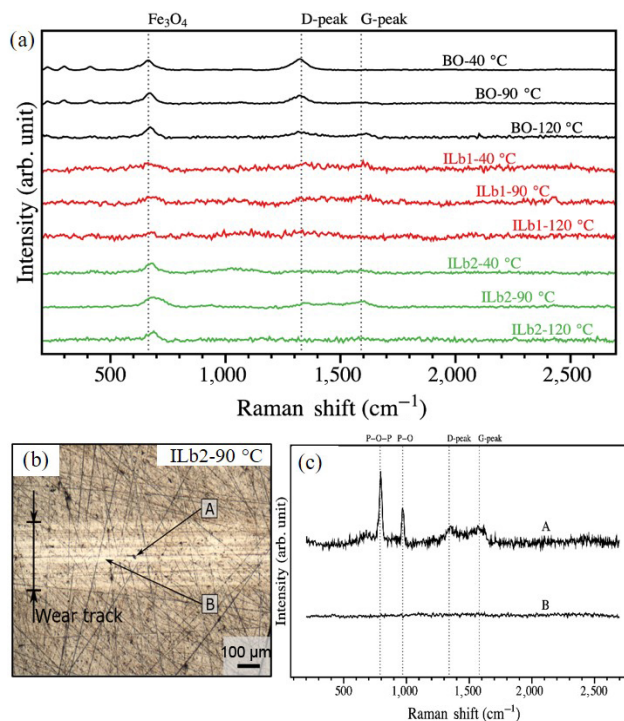 Fe₃O₄ D-peak G-peak
(a)
BO-40 °C
BO-90 °C
BO-120 °C
ILb1-40 °C
ILb1-90 °C
ILb1-120 °C
ILb2-40 °C
ILb2-90 °C
ILb2-120 °C
Intensity (arb. unit)
500 1,000 1,500 2,000 2,500
Raman shift (cm⁻¹)
(b) ILb2-90 °C
A
B
Wear track
100 μm
P-O-P P-O D-peak G-peak
(c)
A
B
Intensity (arb. unit)
500 1,000 1,500 2,000 2,500
Raman shift (cm⁻¹)